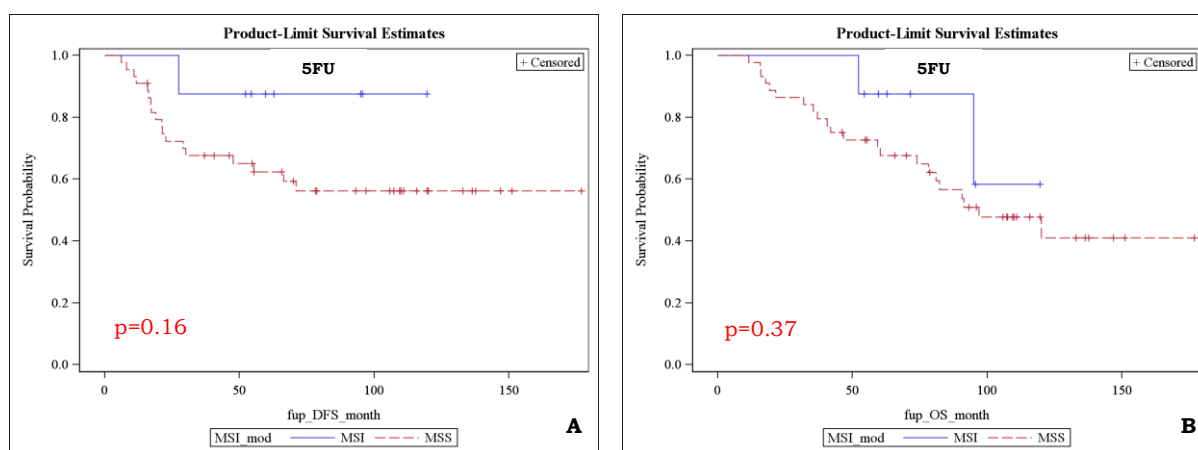 Product-Limit Survival Estimates
5FU
+ Censored
1.0
0.8
0.6
0.4
0.2
0.0
Survival Probability
p=0.16
0 50 100 150
fup_DFS_month
MSI_mod MSI MSS
A
Product-Limit Survival Estimates
5FU
+ Censored
1.0
0.8
0.6
0.4
0.2
0.0
Survival Probability
p=0.37
0 50 100 150
fup_OS_month
MSI_mod MSI MSS
B